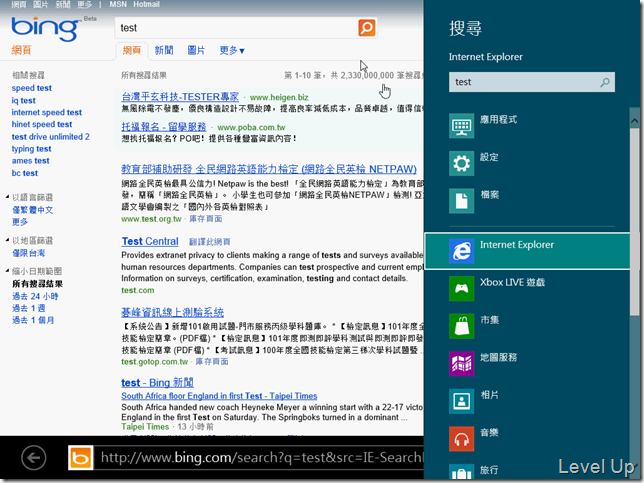 網頁 圖片 新聞 更多 | MSN Hotmail
bing Beta
test
網頁
網頁 新聞 圖片 更多▼
相關搜尋
speed test
iq test
internet speed test
hinet speed test
test drive unlimited 2
typing test
ames test
bc test
以語言篩選
僅繁體中文
更多
以地區篩選
僅限台灣
縮小日期範圍
所有搜尋結果
過去 24 小時
過去 1 週
過去 1 個月
所有搜尋結果
第 1-10 筆，共 2,330,000,000 筆搜尋
台灣平玄科技-TESTER專家 · www.heigen.biz
無風除電不發塵，優良構造設計不易故障，提高良率減低成本，品質卓越，值得信
托福報名 - 留學服務 · www.poba.com.tw
想找托福報名? PO吧! 提供各種豐富資訊內容!
教育部補助研發 全民網路英語能力檢定 (網路全民英檢 NETPAW)
網路全民英檢最具公信力! Netpaw is the best! 「全民網路英語能力檢定」為教育部
發，簡稱「網路全民英檢」。 小學生也可參加「網路全民英檢NETPAW」檢測!
語文學會編製之「國內外各英檢對照表」
www.test.org.tw · 庫存頁面
Test Central 翻譯此網頁
Provides extranet privacy to clients making a range of tests and surveys available
human resources departments. Companies can test prospective and current empl
Information on surveys, certification, examination, testing and contact details.
test.com
碁峰資訊線上測驗系統
【系統公告】新增101啟用試題-門市服務丙級學科題庫。 * 【檢定訊息】101年度全
技能檢定簡章。(PDF檔) * 【檢定訊息】101年度即測即評學科測試與即測即評即發
技能檢定簡章(PDF檔) * 【考試訊息】100年度全國技能檢定第三梯次學科試題暨 ...
test.gotop.com.tw · 庫存頁面
test - Bing 新聞
South Africa floor England in first Test - Taipei Times
South Africa handed new coach Heyneke Meyer a winning start with a 22-17 victo
England in the first Test on Saturday. The Springboks turned in a dominant ...
Taipei Times · 13 小時前
http://www.bing.com/search?q=test&src=IE-Search
搜尋
Internet Explorer
test
應用程式
設定
檔案
Internet Explorer
Xbox LIVE 遊戲
市集
地圖服務
相片
音樂
旅行
Level Up